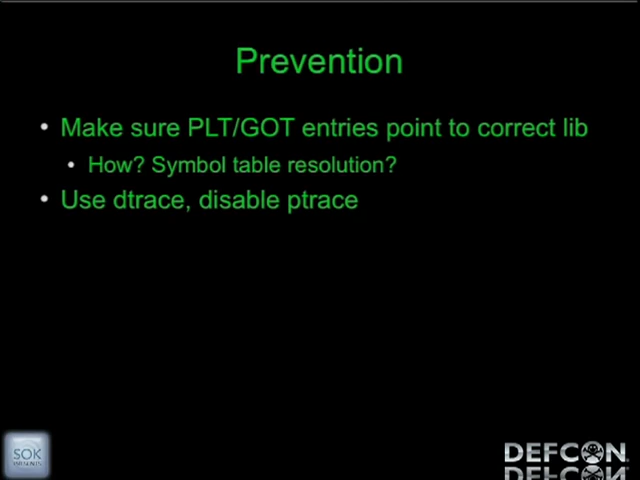 Prevention
• Make sure PLT/GOT entries point to correct lib
• How? Symbol table resolution?
• Use dtrace, disable ptrace
SOK
DEFCON